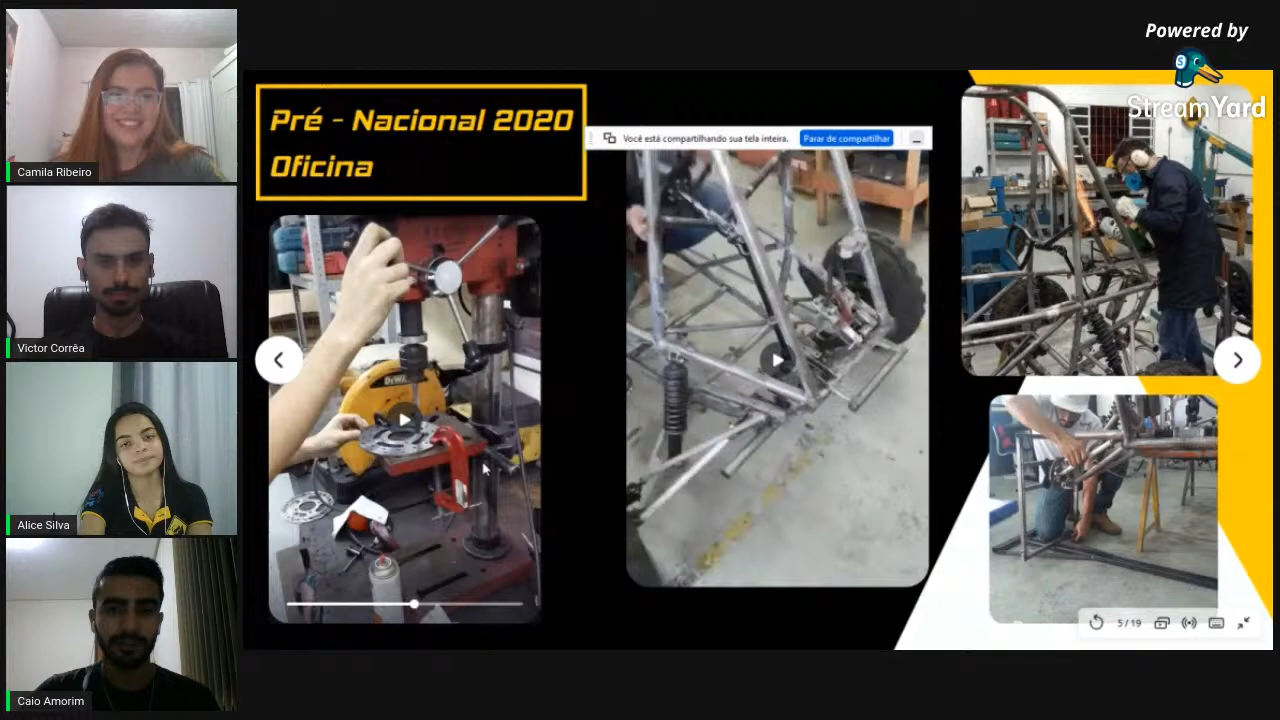 Powered by
StreamYard
Pré - Nacional 2020
Oficina
Você está compartilhando sua tela inteira.
Parar de compartilhar
DEWALT
5/19
Camila Ribeiro
Victor Corrêa
Alice Silva
Caio Amorim